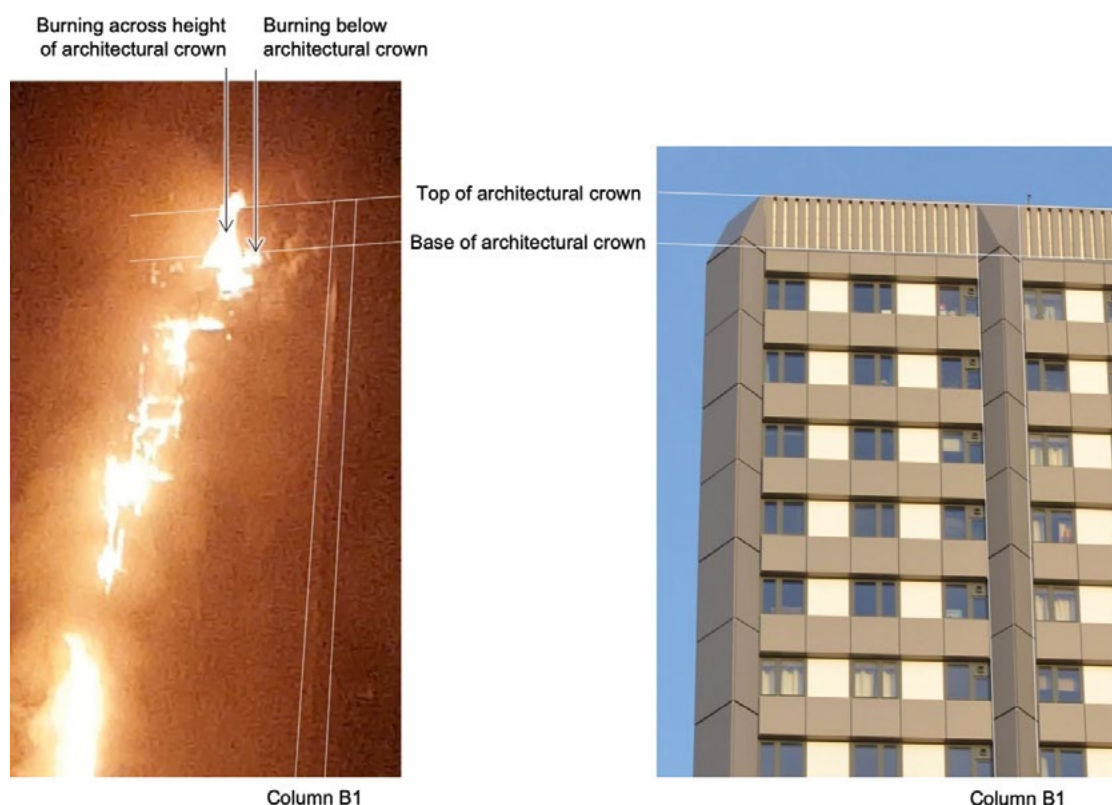 Burning across height
of architectural crown
Burning below
architectural crown
Top of architectural crown
Base of architectural crown
Column B1
Column B1